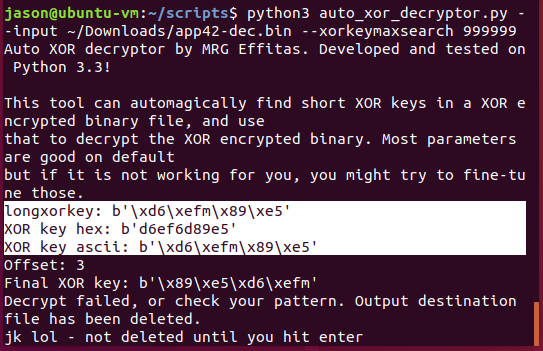 jason@ubuntu-vm:~/scripts$ python3 auto_xor_decryptor.py -
-input ~/Downloads/app42-dec.bin --xorkeymaxsearch 999999
Auto XOR decryptor by MRG Effitas. Developed and tested on
 Python 3.3!

This tool can automagically find short XOR keys in a XOR e
ncrypted binary file, and use
that to decrypt the XOR encrypted binary. Most parameters
are good on default
but if it is not working for you, you might try to fine-tu
ne those.
longxorkey: b'\xd6\xefm\x89\xe5'
XOR key hex: b'd6ef6d89e5'
XOR key ascii: b'\xd6\xefm\x89\xe5'
Offset: 3
Final XOR key: b'\x89\xe5\xd6\xefm'
Decrypt failed, or check your pattern. Output destination
file has been deleted.
jk lol - not deleted until you hit enter